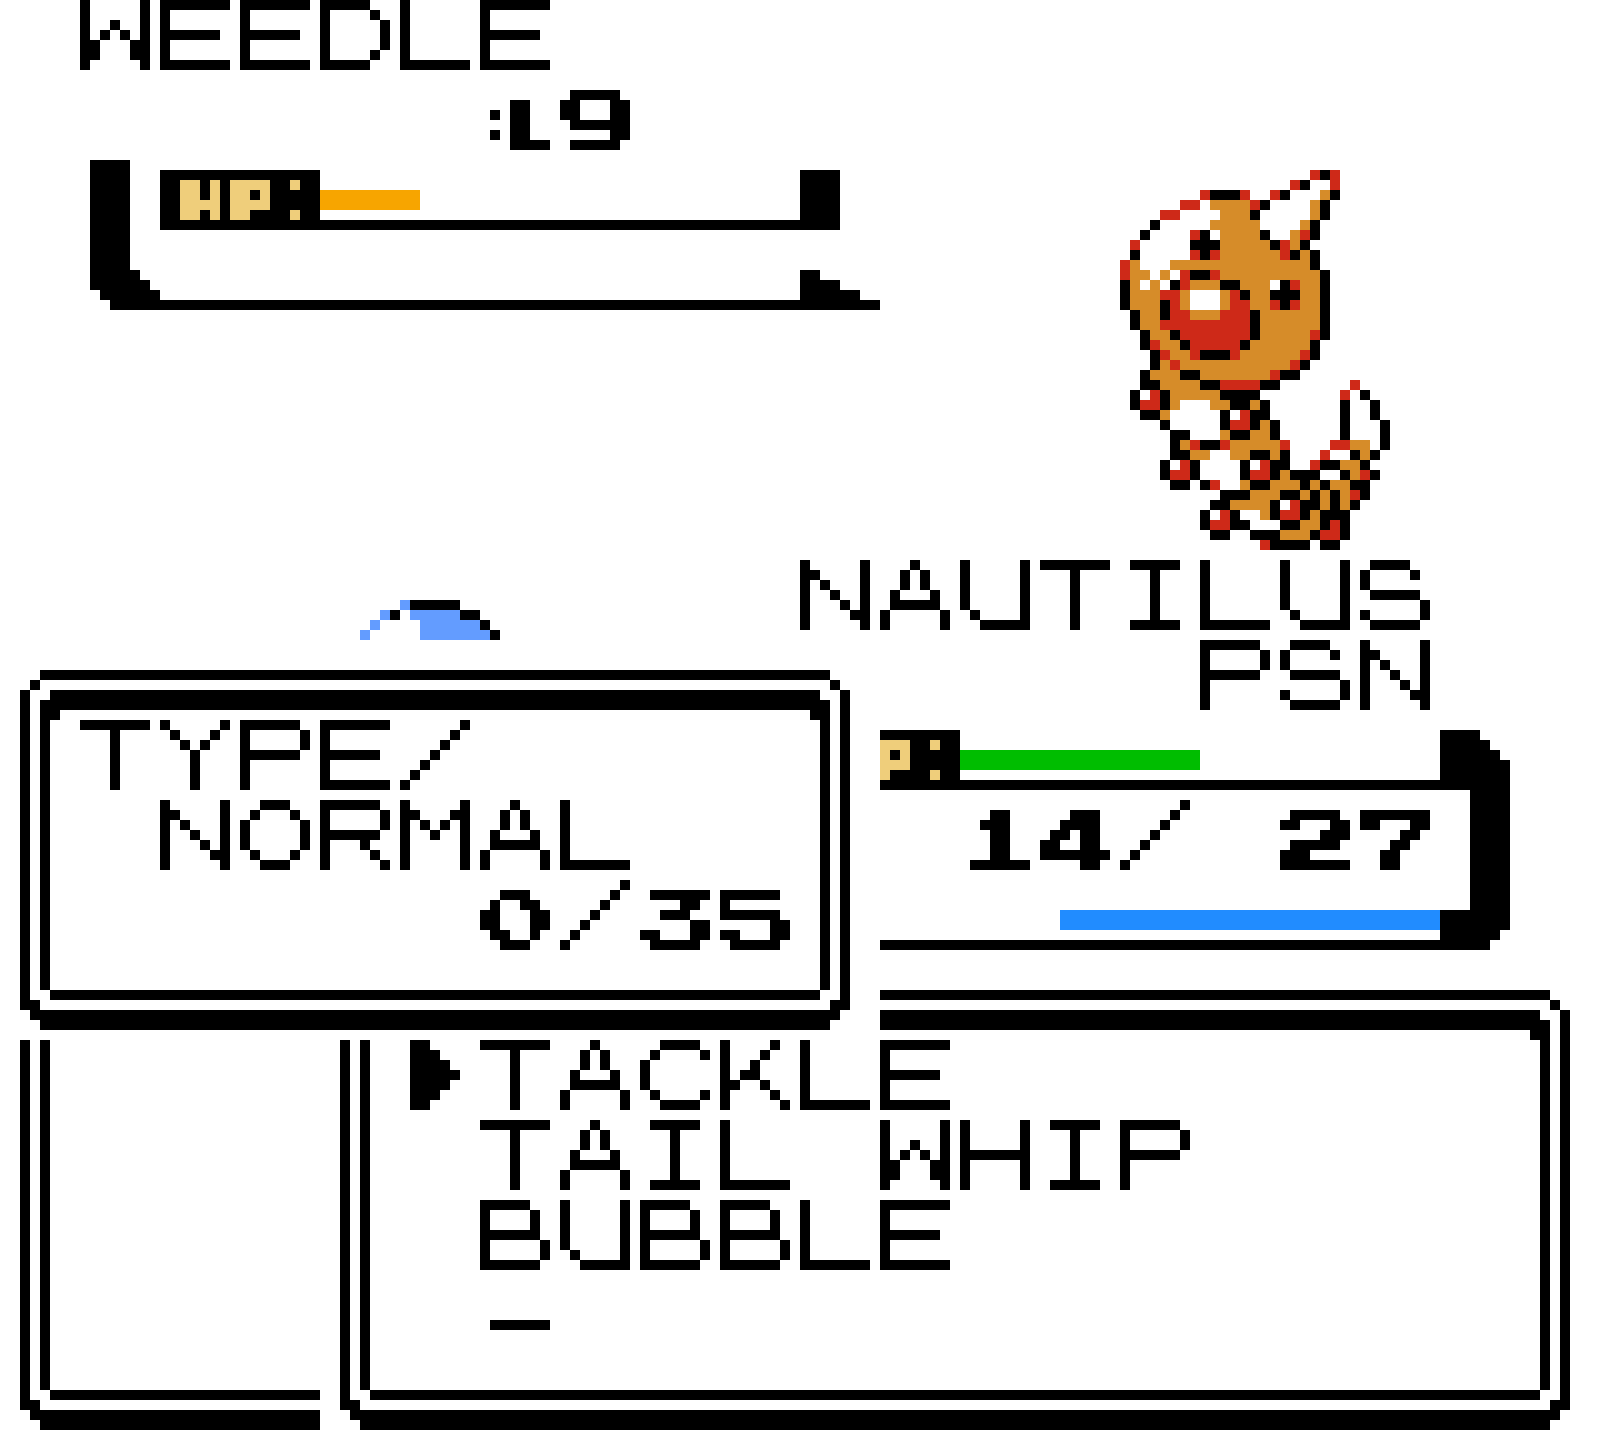 WEEDLE
:L9
HP:
NAUTILUS
PSN
TYPE/
NORMAL
0/35
P:
14/ 27
TACKLE
TAIL WHIP
BUBBLE
—